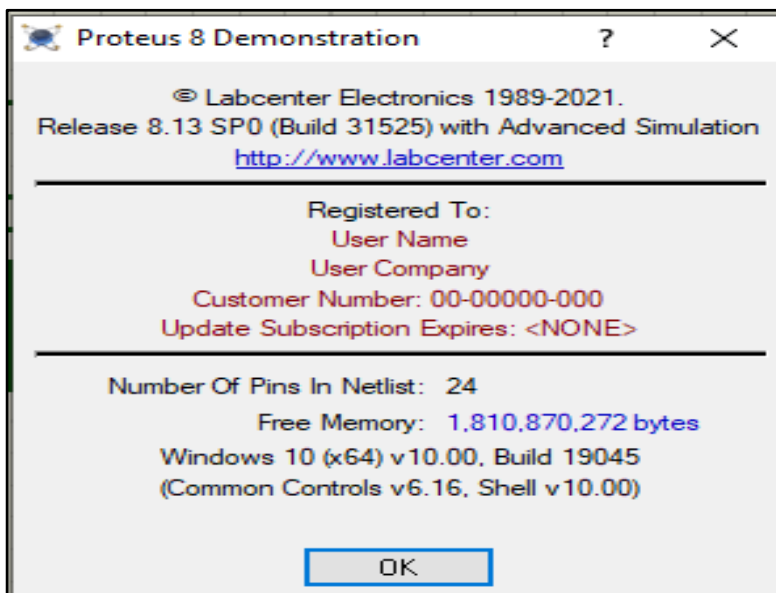 Proteus 8 Demonstration ?
© Labcenter Electronics 1989-2021.
Release 8.13 SP0 (Build 31525) with Advanced Simulation
http://www.labcenter.com
Registered To:
User Name
User Company
Customer Number: 00-00000-000
Update Subscription Expires: <NONE>
Number Of Pins In Netlist: 24
Free Memory: 1,810,870,272 bytes
Windows 10 (x64) v10.00, Build 19045
(Common Controls v6.16, Shell v10.00)
OK